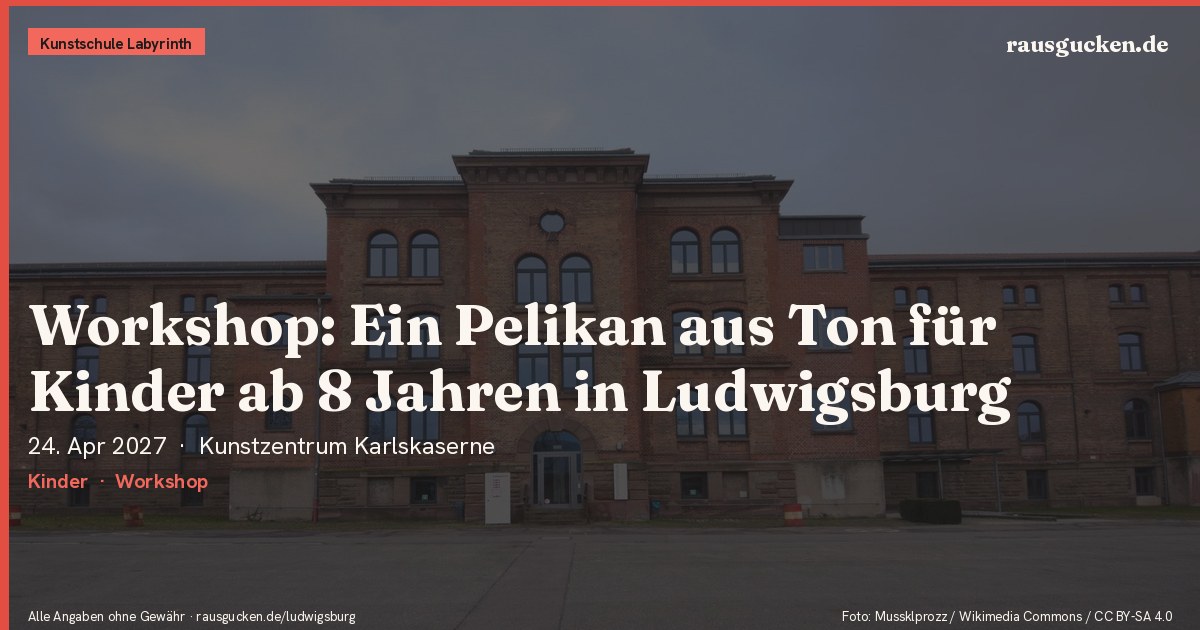 Kunstschule Labyrinth
rausgucken.de
Workshop: Ein Pelikan aus Ton für
Kinder ab 8 Jahren in Ludwigsburg
24. Apr 2027 · Kunstzentrum Karlskaserne
Kinder · Workshop
Alle Angaben ohne Gewähr · rausgucken.de/ludwigsburg
Foto: Mussklprozz / Wikimedia Commons / CC BY-SA 4.0